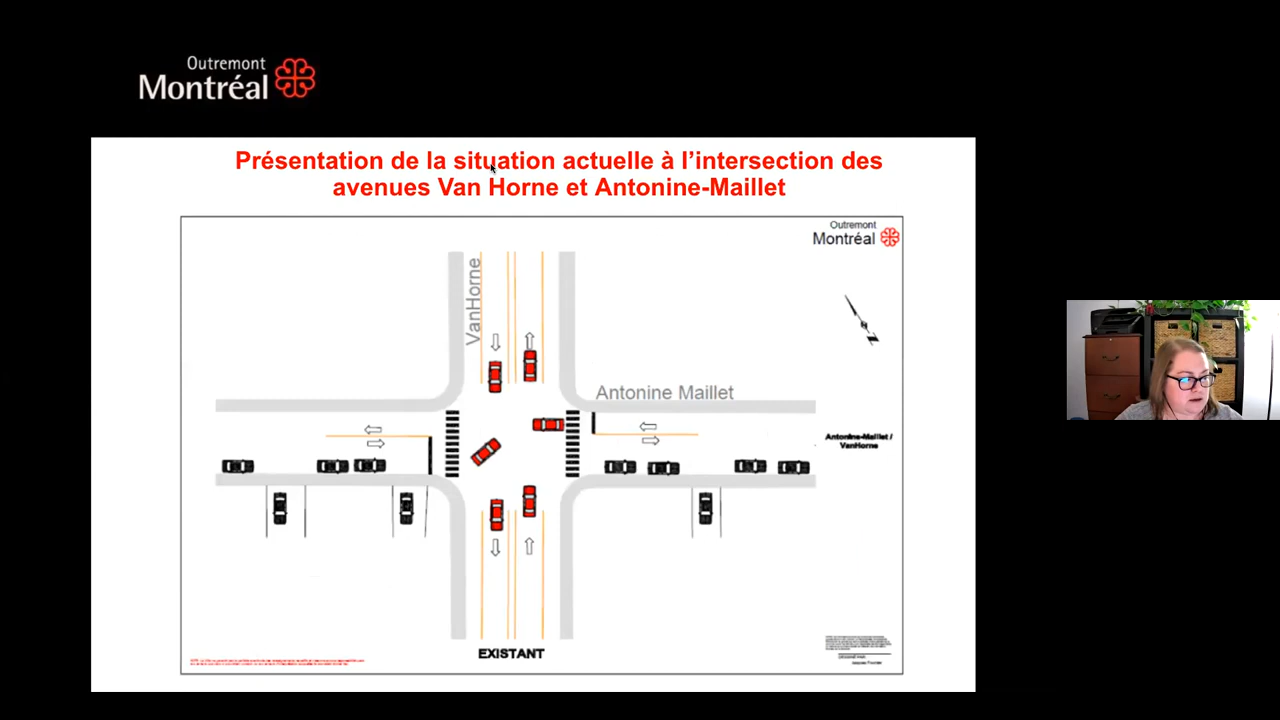 Outremont
Montréal
Présentation de la situation actuelle à l’intersection des
avenues Van Horne et Antonine-Maillet
Outremont
Montréal
VanHorne
Antonine Maillet
Antonine-Maillet /
VanHorne
EXISTANT